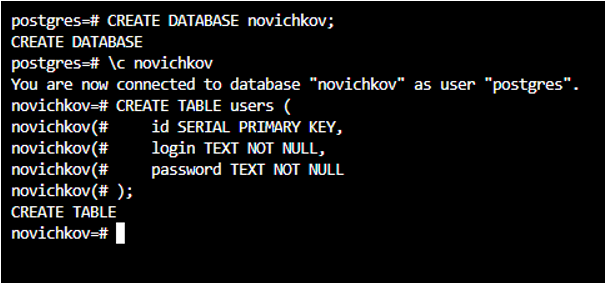 postgres=# CREATE DATABASE novichkov;
CREATE DATABASE
postgres=# \c novichkov
You are now connected to database "novichkov" as user "postgres".
novichkov=# CREATE TABLE users (
novichkov(#     id SERIAL PRIMARY KEY,
novichkov(#     login TEXT NOT NULL,
novichkov(#     password TEXT NOT NULL
novichkov(# );
CREATE TABLE
novichkov=#